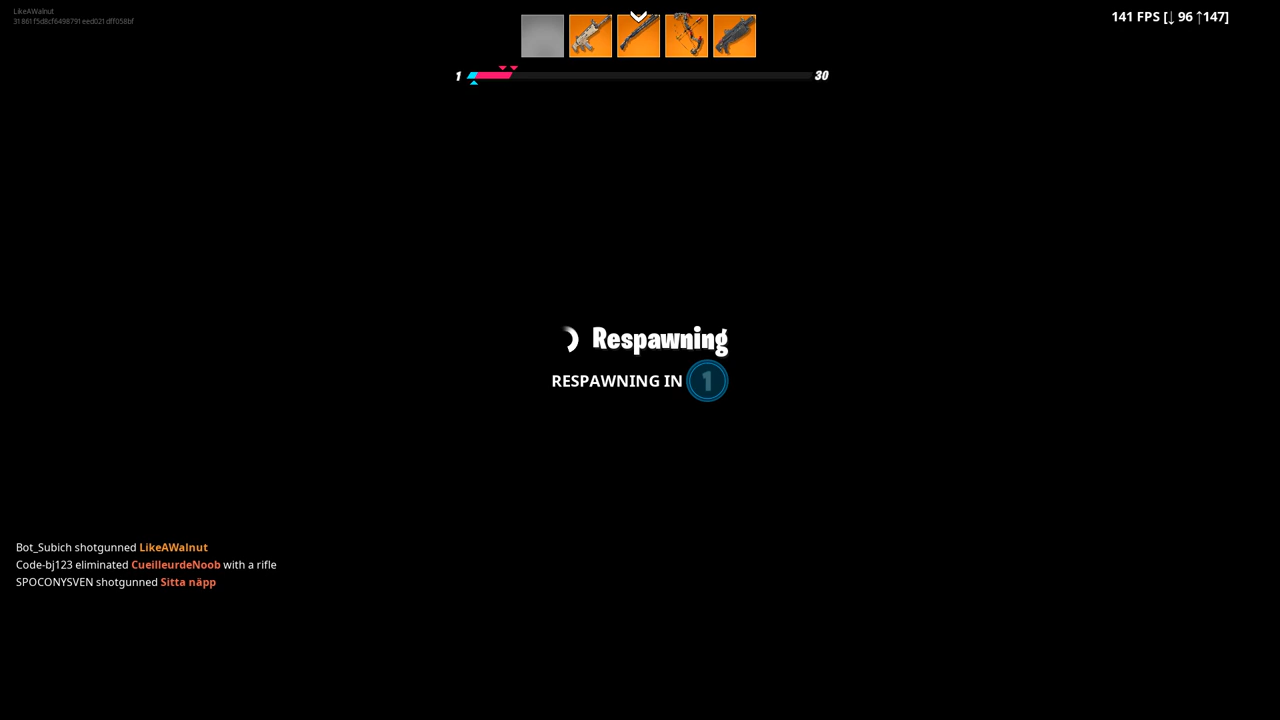 LikeAWalnut
31861f5d8cf6498791eed021dff058bf
141 FPS [↓ 96 ↑147]
1
30
Respawning
RESPAWNING IN 1
Bot_Subich shotgunned LikeAWalnut
Code-bj123 eliminated CueilleurdeNoob with a rifle
SPOCONYSVEN shotgunned Sitta näpp